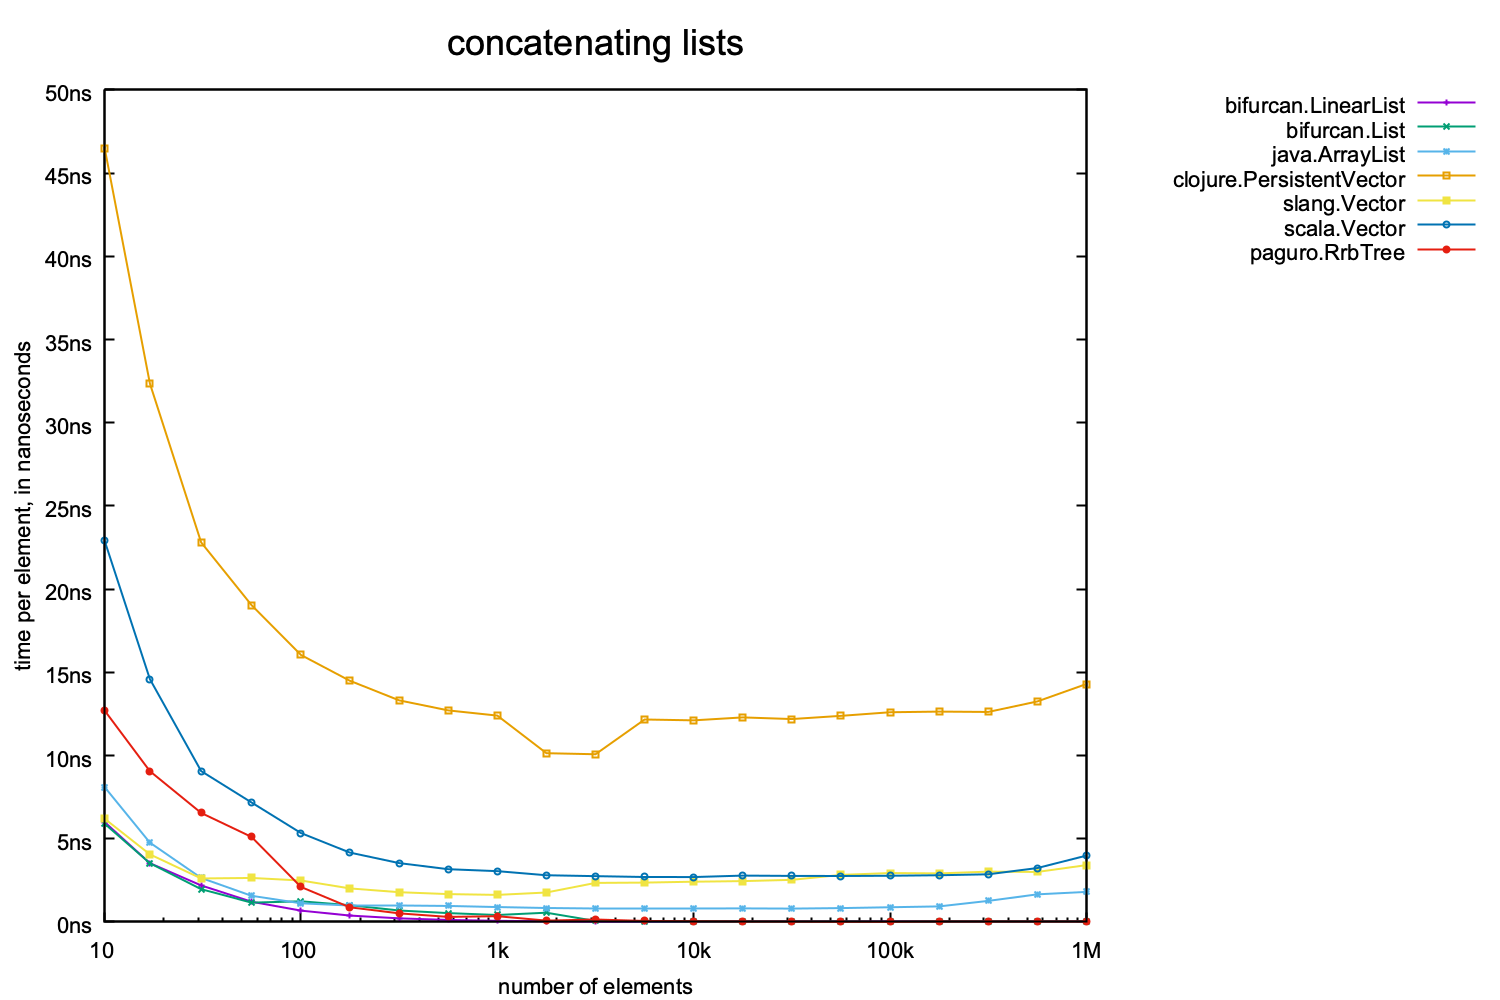 concatenating lists
50ns
45ns
40ns
35ns
30ns
25ns
20ns
15ns
10ns
5ns
0ns
time per element, in nanoseconds
10
100
1k
10k
100k
1M
number of elements
bifurcan.LinearList
bifurcan.List
java.ArrayList
clojure.PersistentVector
slang.Vector
scala.Vector
paguro.RrbTree